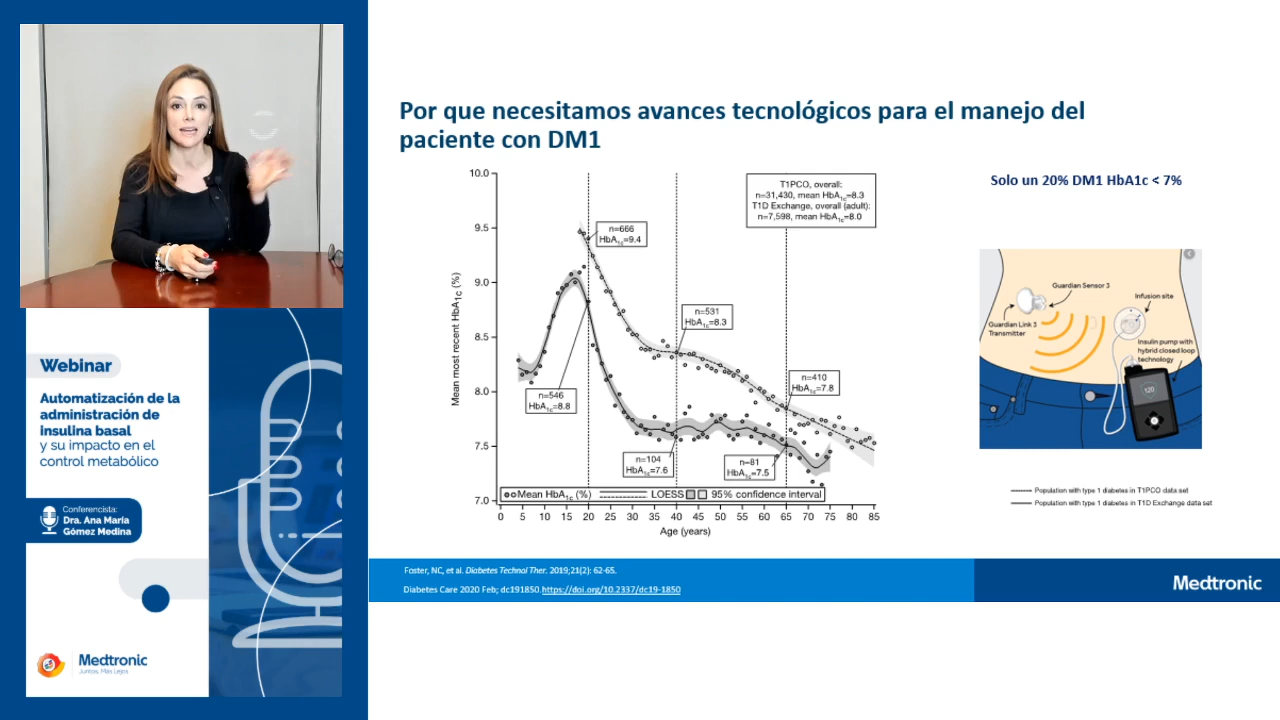 Webinar
Automatización de la
administración de
insulina basal
y su impacto en el
control metabólico
Conferencista:
Dra. Ana María
Gómez Medina
Medtronic
Juntos, Más Lejos
Por que necesitamos avances tecnológicos para el manejo del
paciente con DM1
Mean most recent HbA1c (%)
10.0
9.5
9.0
8.5
8.0
7.5
7.0
T1PCO, overall:
n=31,430, mean HbA1c=8.3
T1D Exchange, overall (adult):
n=7,598, mean HbA1c=8.0
n=666
HbA1c=9.4
n=531
HbA1c=8.3
n=410
HbA1c=7.8
n=546
HbA1c=8.8
n=104
HbA1c=7.6
n=81
HbA1c=7.5
Mean HbA1c (%) LOESS 95% confidence interval
0 5 10 15 20 25 30 35 40 45 50 55 60 65 70 75 80 85
Age (years)
Solo un 20% DM1 HbA1c < 7%
Guardian Sensor 3
Infusion site
Guardian Link 3
Transmitter
Insulin pump with
hybrid closed loop
technology
120
Population with type 1 diabetes in T1PCO data set
Population with type 1 diabetes in T1D Exchange data set
Foster, NC, et al. Diabetes Technol Ther. 2019;21(2): 62-65.
Diabetes Care 2020 Feb; dc191850.https://doi.org/10.2337/dc19-1850
Medtronic